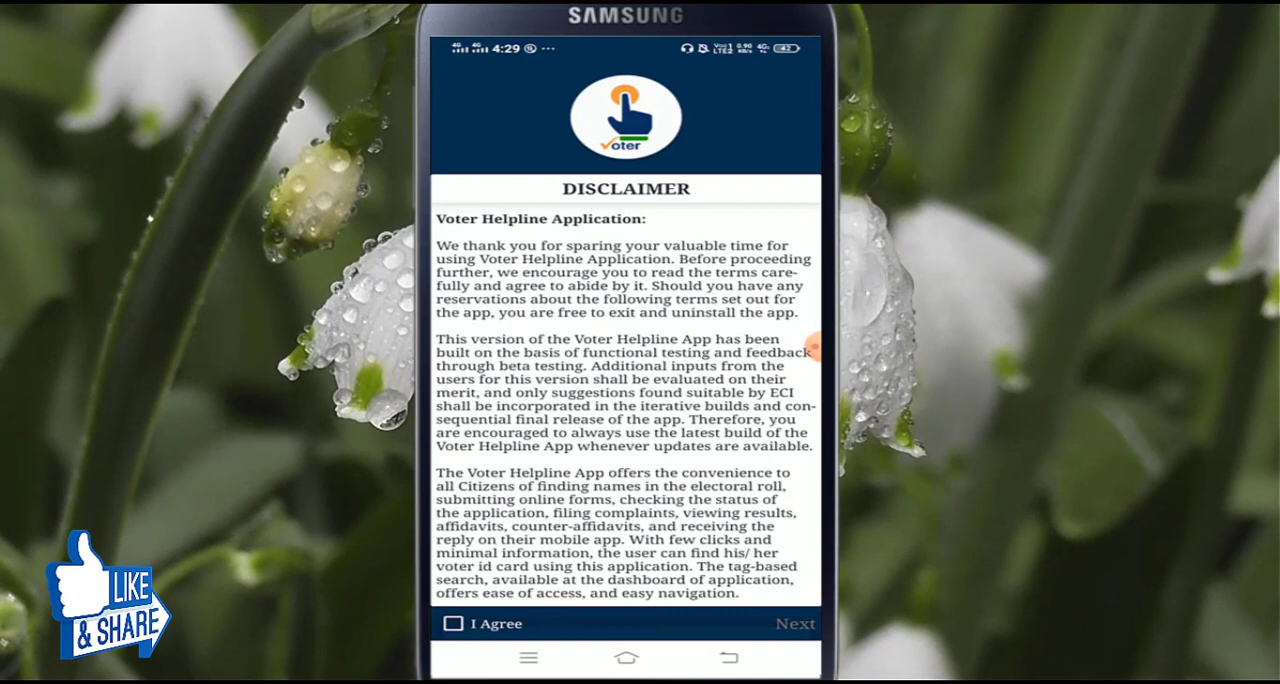 SAMSUNG
4G 4G 4:29
Voo 1 LTE2 0.90 KB/s 4G+ 42
Voter
DISCLAIMER
Voter Helpline Application:
We thank you for sparing your valuable time for
using Voter Helpline Application. Before proceeding
further, we encourage you to read the terms care-
fully and agree to abide by it. Should you have any
reservations about the following terms set out for
the app, you are free to exit and uninstall the app.
This version of the Voter Helpline App has been
built on the basis of functional testing and feedback
through beta testing. Additional inputs from the
users for this version shall be evaluated on their
merit, and only suggestions found suitable by ECI
shall be incorporated in the iterative builds and con-
sequential final release of the app. Therefore, you
are encouraged to always use the latest build of the
Voter Helpline App whenever updates are available.
The Voter Helpline App offers the convenience to
all Citizens of finding names in the electoral roll,
submitting online forms, checking the status of
the application, filing complaints, viewing results,
affidavits, counter-affidavits, and receiving the
reply on their mobile app. With few clicks and
minimal information, the user can find his/ her
voter id card using this application. The tag-based
search, available at the dashboard of application,
offers ease of access, and easy navigation.
I Agree
Next
LIKE
& SHARE